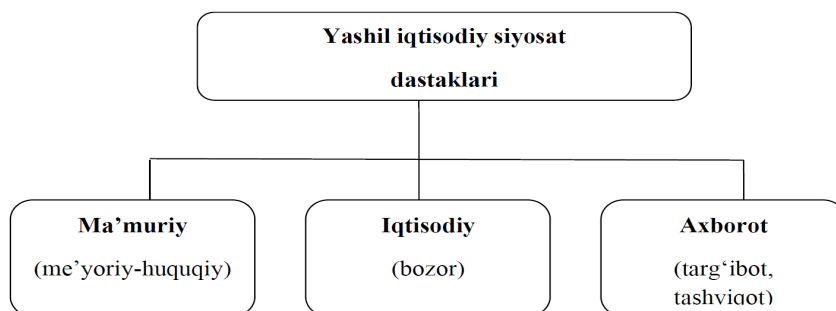 Yashil iqtisodiy siyosat
dastaklari
Ma’muriy
(me’yoriy-huquqiy)
Iqtisodiy
(bozor)
Axborot
(targ‘ibot,
tashviqot)